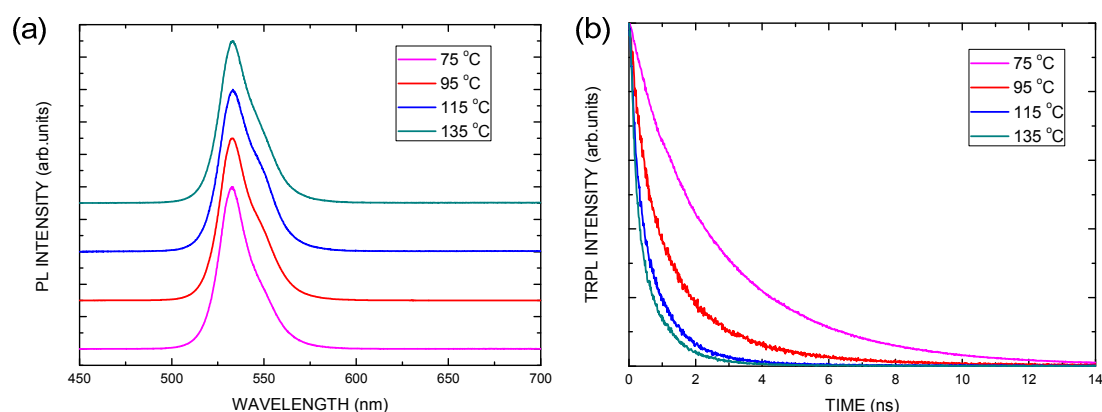 (a)
75 °C
95 °C
115 °C
135 °C
PL INTENSITY (arb.units)
450 500 550 600 650 700
WAVELENGTH (nm)
(b)
75 °C
95 °C
115 °C
135 °C
TRPL INTENSITY (arb.units)
0 2 4 6 8 10 12 14
TIME (ns)